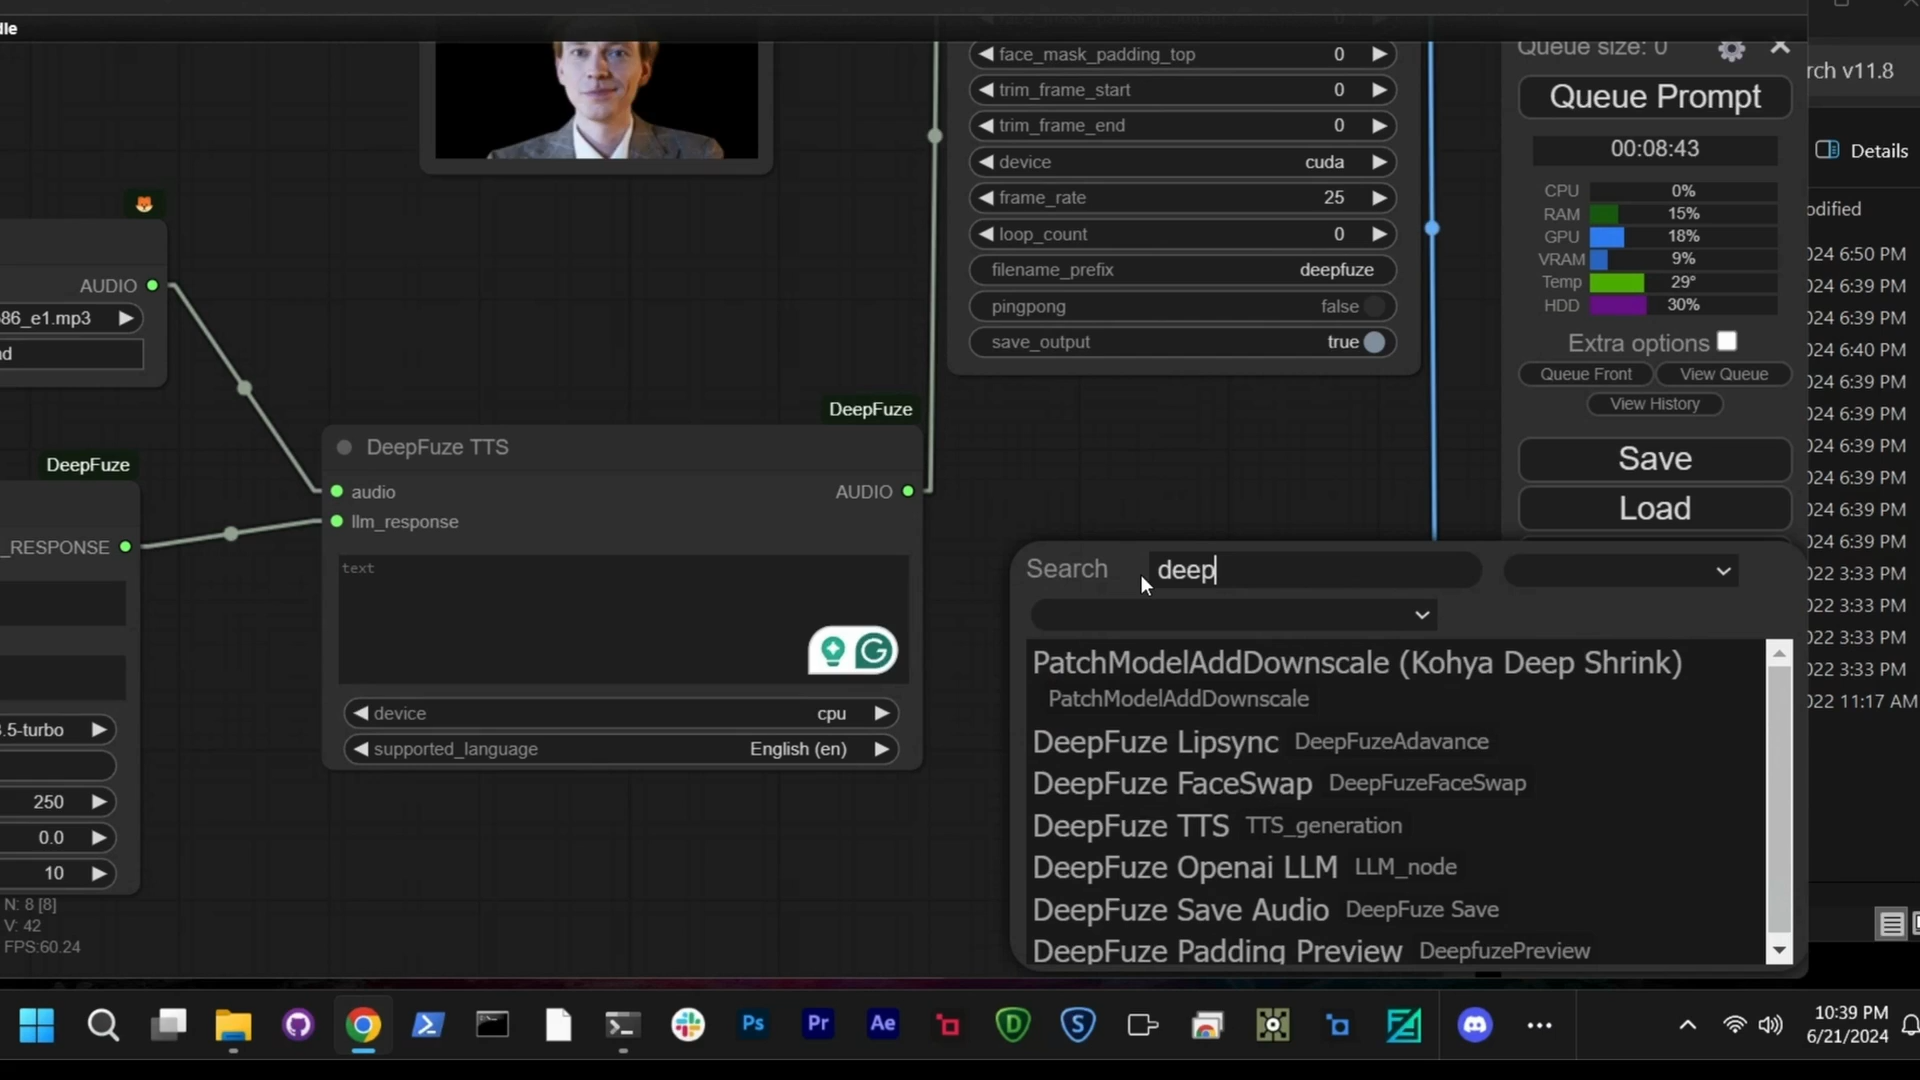 dle
AUDIO
86_e1.mp3
nd
DeepFuze
_RESPONSE
3.5-turbo
250
0.0
10
N: 8 [8]
V: 42
FPS:60.24
DeepFuze
DeepFuze TTS
audio
AUDIO
llm_response
text
device cpu
supported_language English (en)
face_mask_padding_top 0
trim_frame_start 0
trim_frame_end 0
device cuda
frame_rate 25
loop_count 0
filename_prefix deepfuze
pingpong false
save_output true
Queue size: 0
Queue Prompt
00:08:43
CPU 0%
RAM 15%
GPU 18%
VRAM 9%
Temp 29°
HDD 30%
Extra options
Queue Front View Queue
View History
Save
Load
Search deep
PatchModelAddDownscale (Kohya Deep Shrink)
PatchModelAddDownscale
DeepFuze Lipsync DeepFuzeAdavance
DeepFuze FaceSwap DeepFuzeFaceSwap
DeepFuze TTS TTS_generation
DeepFuze Openai LLM LLM_node
DeepFuze Save Audio DeepFuze Save
DeepFuze Padding Preview DeepfuzePreview
rch v11.8
Details
odified
024 6:50 PM
024 6:39 PM
024 6:39 PM
024 6:40 PM
024 6:39 PM
024 6:39 PM
024 6:39 PM
024 6:39 PM
024 6:39 PM
024 6:39 PM
022 3:33 PM
022 3:33 PM
022 3:33 PM
022 3:33 PM
022 11:17 AM
Ps
Pr
Ae
10:39 PM
6/21/2024